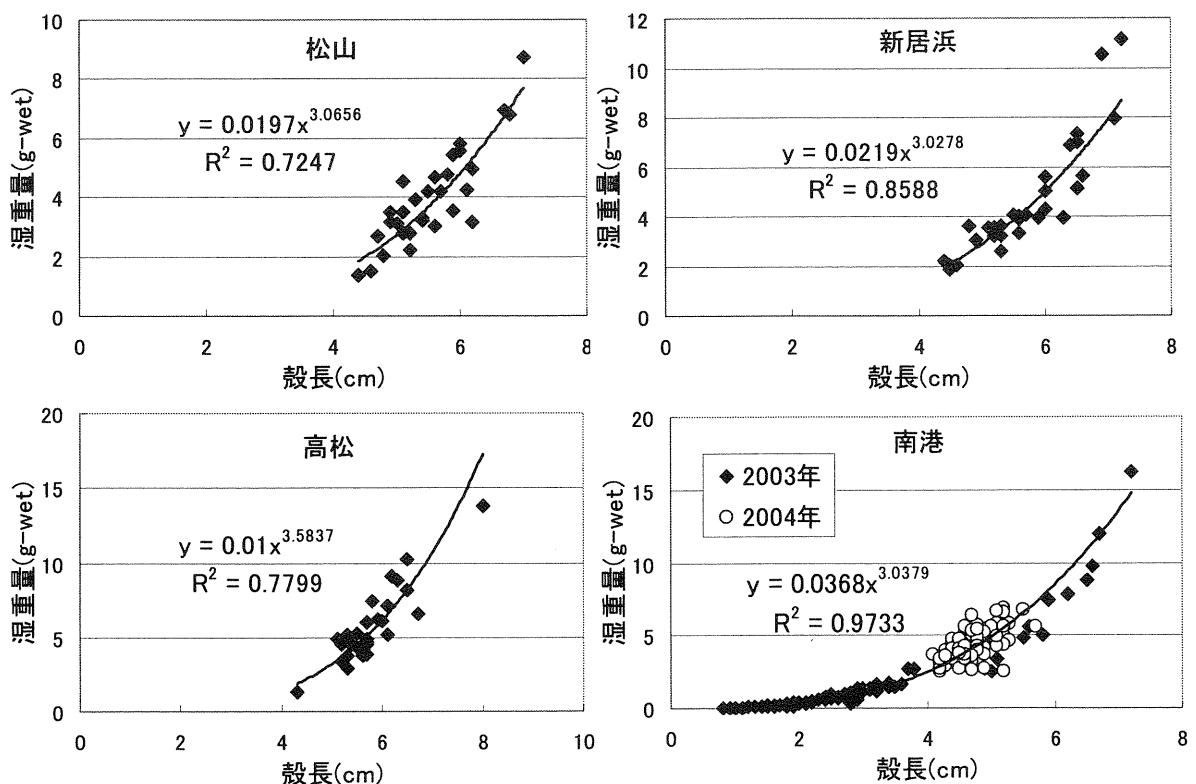 松山
y = 0.0197x^3.0656
R² = 0.7247
湿重量(g-wet)
10
8
6
4
2
0
0 2 4 6 8
殻長(cm)
新居浜
y = 0.0219x^3.0278
R² = 0.8588
湿重量(g-wet)
12
10
8
6
4
2
0
0 2 4 6 8
殻長(cm)
高松
y = 0.01x^3.5837
R² = 0.7799
湿重量(g-wet)
20
15
10
5
0
0 2 4 6 8 10
殻長(cm)
南港
2003年
2004年
y = 0.0368x^3.0379
R² = 0.9733
湿重量(g-wet)
20
15
10
5
0
0 2 4 6 8
殻長(cm)